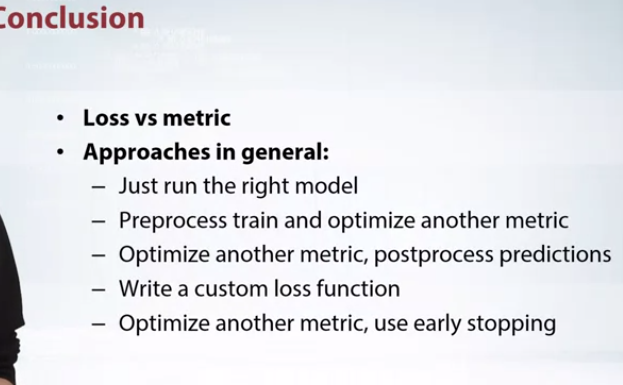 Conclusion
• Loss vs metric
• Approaches in general:
– Just run the right model
– Preprocess train and optimize another metric
– Optimize another metric, postprocess predictions
– Write a custom loss function
– Optimize another metric, use early stopping